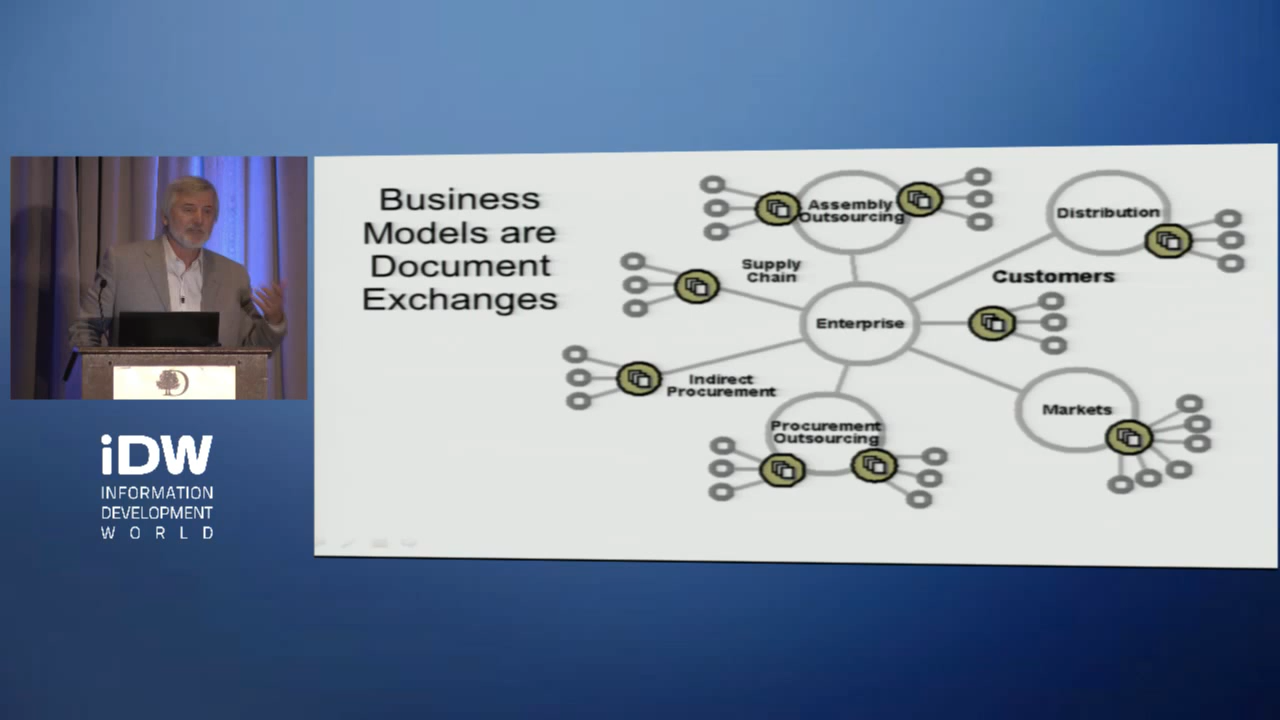 Business
Models are
Document
Exchanges
Assembly
Outsourcing
Distribution
Supply
Chain
Customers
Enterprise
Indirect
Procurement
Markets
Procurement
Outsourcing
D
iDW
INFORMATION
DEVELOPMENT
WORLD